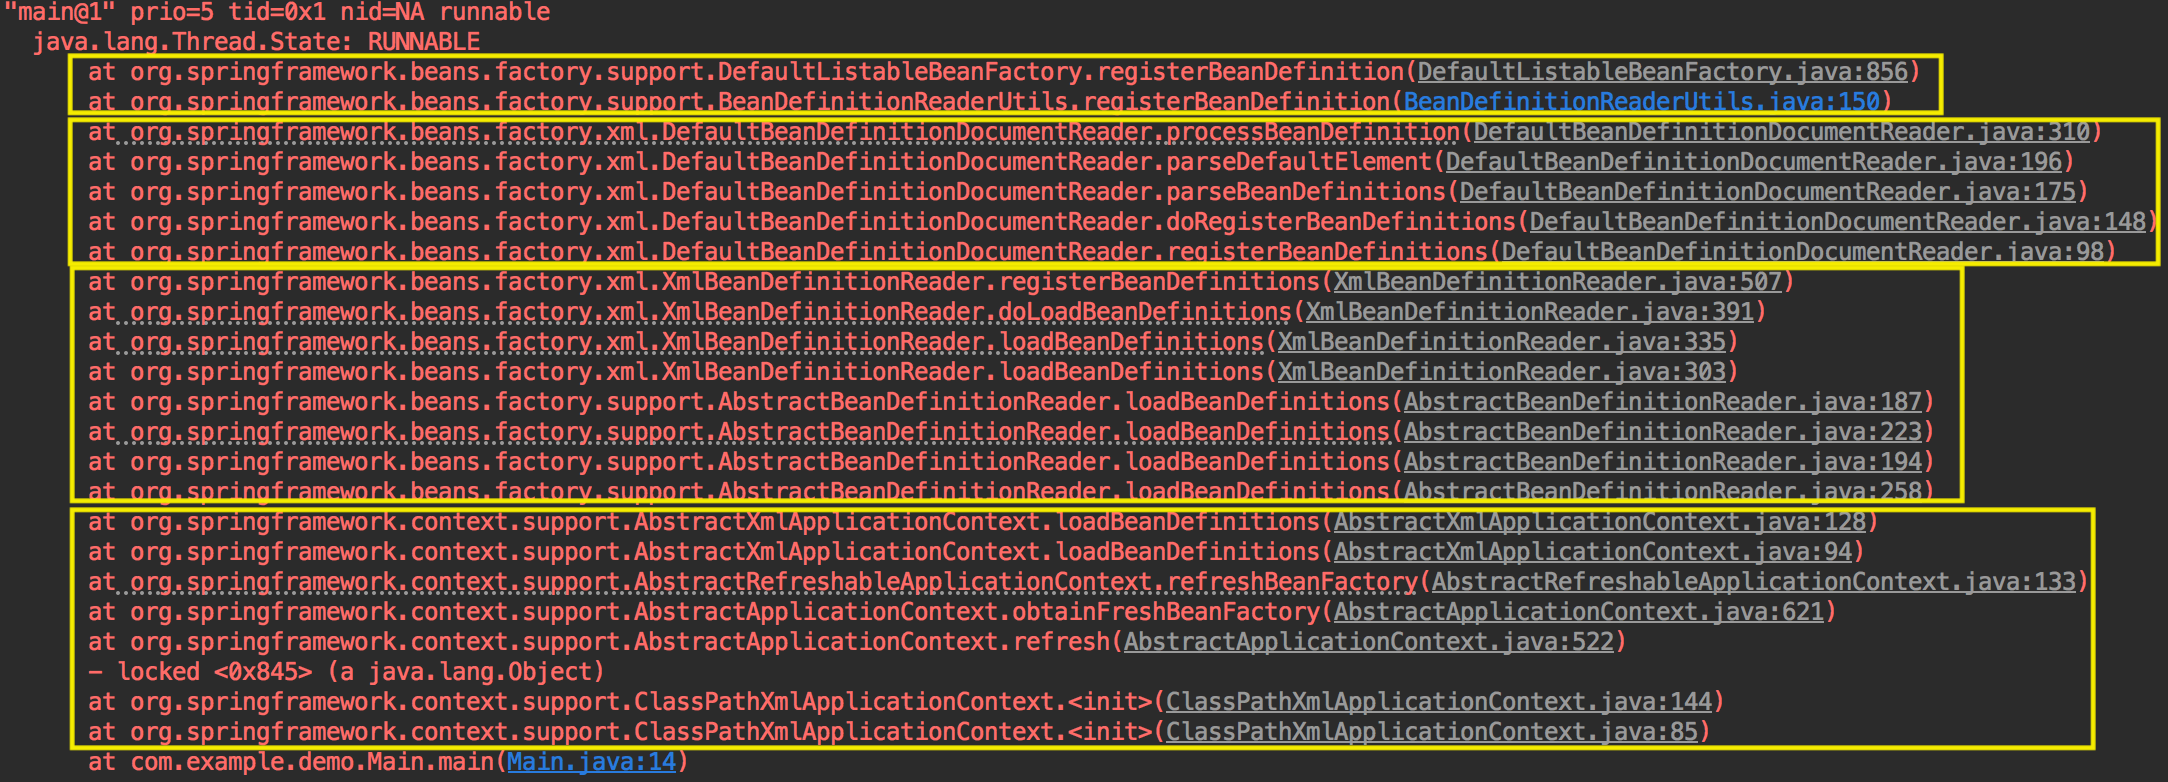 "main@1" prio=5 tid=0x1 nid=NA runnable
java.lang.Thread.State: RUNNABLE
at org.springframework.beans.factory.support.DefaultListableBeanFactory.registerBeanDefinition(DefaultListableBeanFactory.java:856)
at org.springframework.beans.factory.support.BeanDefinitionReaderUtils.registerBeanDefinition(BeanDefinitionReaderUtils.java:150)
at org.springframework.beans.factory.xml.DefaultBeanDefinitionDocumentReader.processBeanDefinition(DefaultBeanDefinitionDocumentReader.java:310)
at org.springframework.beans.factory.xml.DefaultBeanDefinitionDocumentReader.parseDefaultElement(DefaultBeanDefinitionDocumentReader.java:196)
at org.springframework.beans.factory.xml.DefaultBeanDefinitionDocumentReader.parseBeanDefinitions(DefaultBeanDefinitionDocumentReader.java:175)
at org.springframework.beans.factory.xml.DefaultBeanDefinitionDocumentReader.doRegisterBeanDefinitions(DefaultBeanDefinitionDocumentReader.java:148)
at org.springframework.beans.factory.xml.DefaultBeanDefinitionDocumentReader.registerBeanDefinitions(DefaultBeanDefinitionDocumentReader.java:98)
at org.springframework.beans.factory.xml.XmlBeanDefinitionReader.registerBeanDefinitions(XmlBeanDefinitionReader.java:507)
at org.springframework.beans.factory.xml.XmlBeanDefinitionReader.doLoadBeanDefinitions(XmlBeanDefinitionReader.java:391)
at org.springframework.beans.factory.xml.XmlBeanDefinitionReader.loadBeanDefinitions(XmlBeanDefinitionReader.java:335)
at org.springframework.beans.factory.xml.XmlBeanDefinitionReader.loadBeanDefinitions(XmlBeanDefinitionReader.java:303)
at org.springframework.beans.factory.support.AbstractBeanDefinitionReader.loadBeanDefinitions(AbstractBeanDefinitionReader.java:187)
at org.springframework.beans.factory.support.AbstractBeanDefinitionReader.loadBeanDefinitions(AbstractBeanDefinitionReader.java:223)
at org.springframework.beans.factory.support.AbstractBeanDefinitionReader.loadBeanDefinitions(AbstractBeanDefinitionReader.java:194)
at org.springframework.beans.factory.support.AbstractBeanDefinitionReader.loadBeanDefinitions(AbstractBeanDefinitionReader.java:258)
at org.springframework.context.support.AbstractXmlApplicationContext.loadBeanDefinitions(AbstractXmlApplicationContext.java:128)
at org.springframework.context.support.AbstractXmlApplicationContext.loadBeanDefinitions(AbstractXmlApplicationContext.java:94)
at org.springframework.context.support.AbstractRefreshableApplicationContext.refreshBeanFactory(AbstractRefreshableApplicationContext.java:133)
at org.springframework.context.support.AbstractApplicationContext.obtainFreshBeanFactory(AbstractApplicationContext.java:621)
at org.springframework.context.support.AbstractApplicationContext.refresh(AbstractApplicationContext.java:522)
- locked <0x845> (a java.lang.Object)
at org.springframework.context.support.ClassPathXmlApplicationContext.<init>(ClassPathXmlApplicationContext.java:144)
at org.springframework.context.support.ClassPathXmlApplicationContext.<init>(ClassPathXmlApplicationContext.java:85)
at com.example.demo.Main.main(Main.java:14)